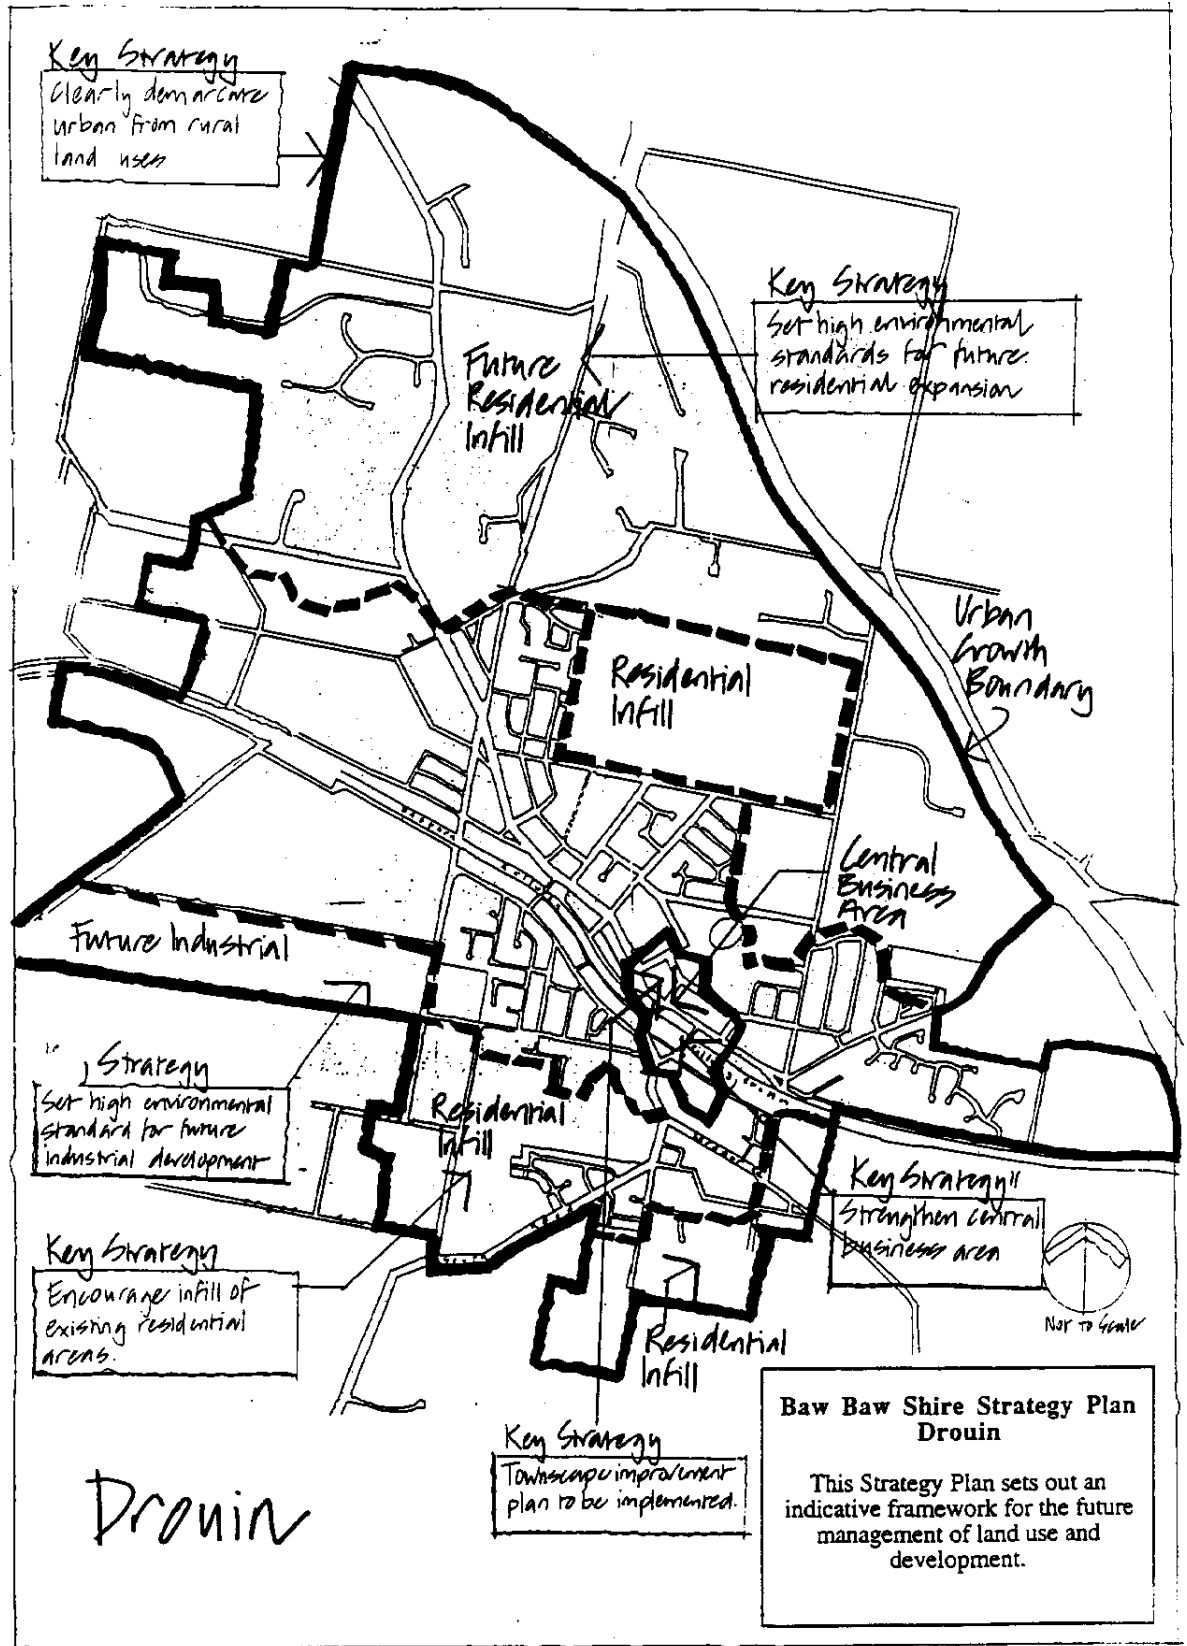 Key Strategy
Clearly demarcate
urban from rural
land uses
Key Strategy
Set high environmental
standards for future
residential expansion
Future
Residential
Infill
Urban
Growth
Boundary
Residential
Infill
Central
Business
Area
Future Industrial
Strategy
Set high environmental
standard for future
industrial development
Residential
Infill
Key Strategy
Strengthen central
business area
Key Strategy
Encourage infill of
existing residential
areas.
Not to Scale
Residential
Infill
Key Strategy
Townscape improvement
plan to be implemented.
Baw Baw Shire Strategy Plan
Drouin
This Strategy Plan sets out an
indicative framework for the future
management of land use and
development.
Drouin